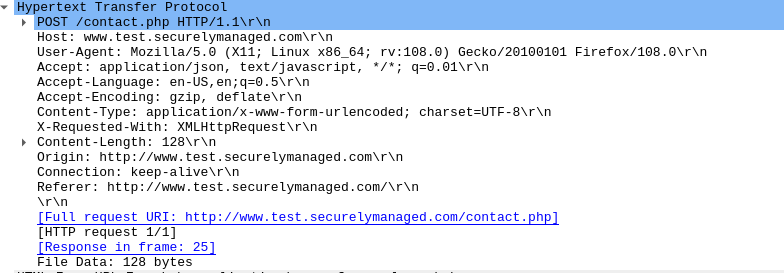 Hypertext Transfer Protocol
POST /contact.php HTTP/1.1\r\n
Host: www.test.securelymanaged.com\r\n
User-Agent: Mozilla/5.0 (X11; Linux x86_64; rv:108.0) Gecko/20100101 Firefox/108.0\r\n
Accept: application/json, text/javascript, */*; q=0.01\r\n
Accept-Language: en-US,en;q=0.5\r\n
Accept-Encoding: gzip, deflate\r\n
Content-Type: application/x-www-form-urlencoded; charset=UTF-8\r\n
X-Requested-With: XMLHttpRequest\r\n
Content-Length: 128\r\n
Origin: http://www.test.securelymanaged.com\r\n
Connection: keep-alive\r\n
Referer: http://www.test.securelymanaged.com/\r\n
\r\n
[Full request URI: http://www.test.securelymanaged.com/contact.php]
[HTTP request 1/1]
[Response in frame: 25]
File Data: 128 bytes